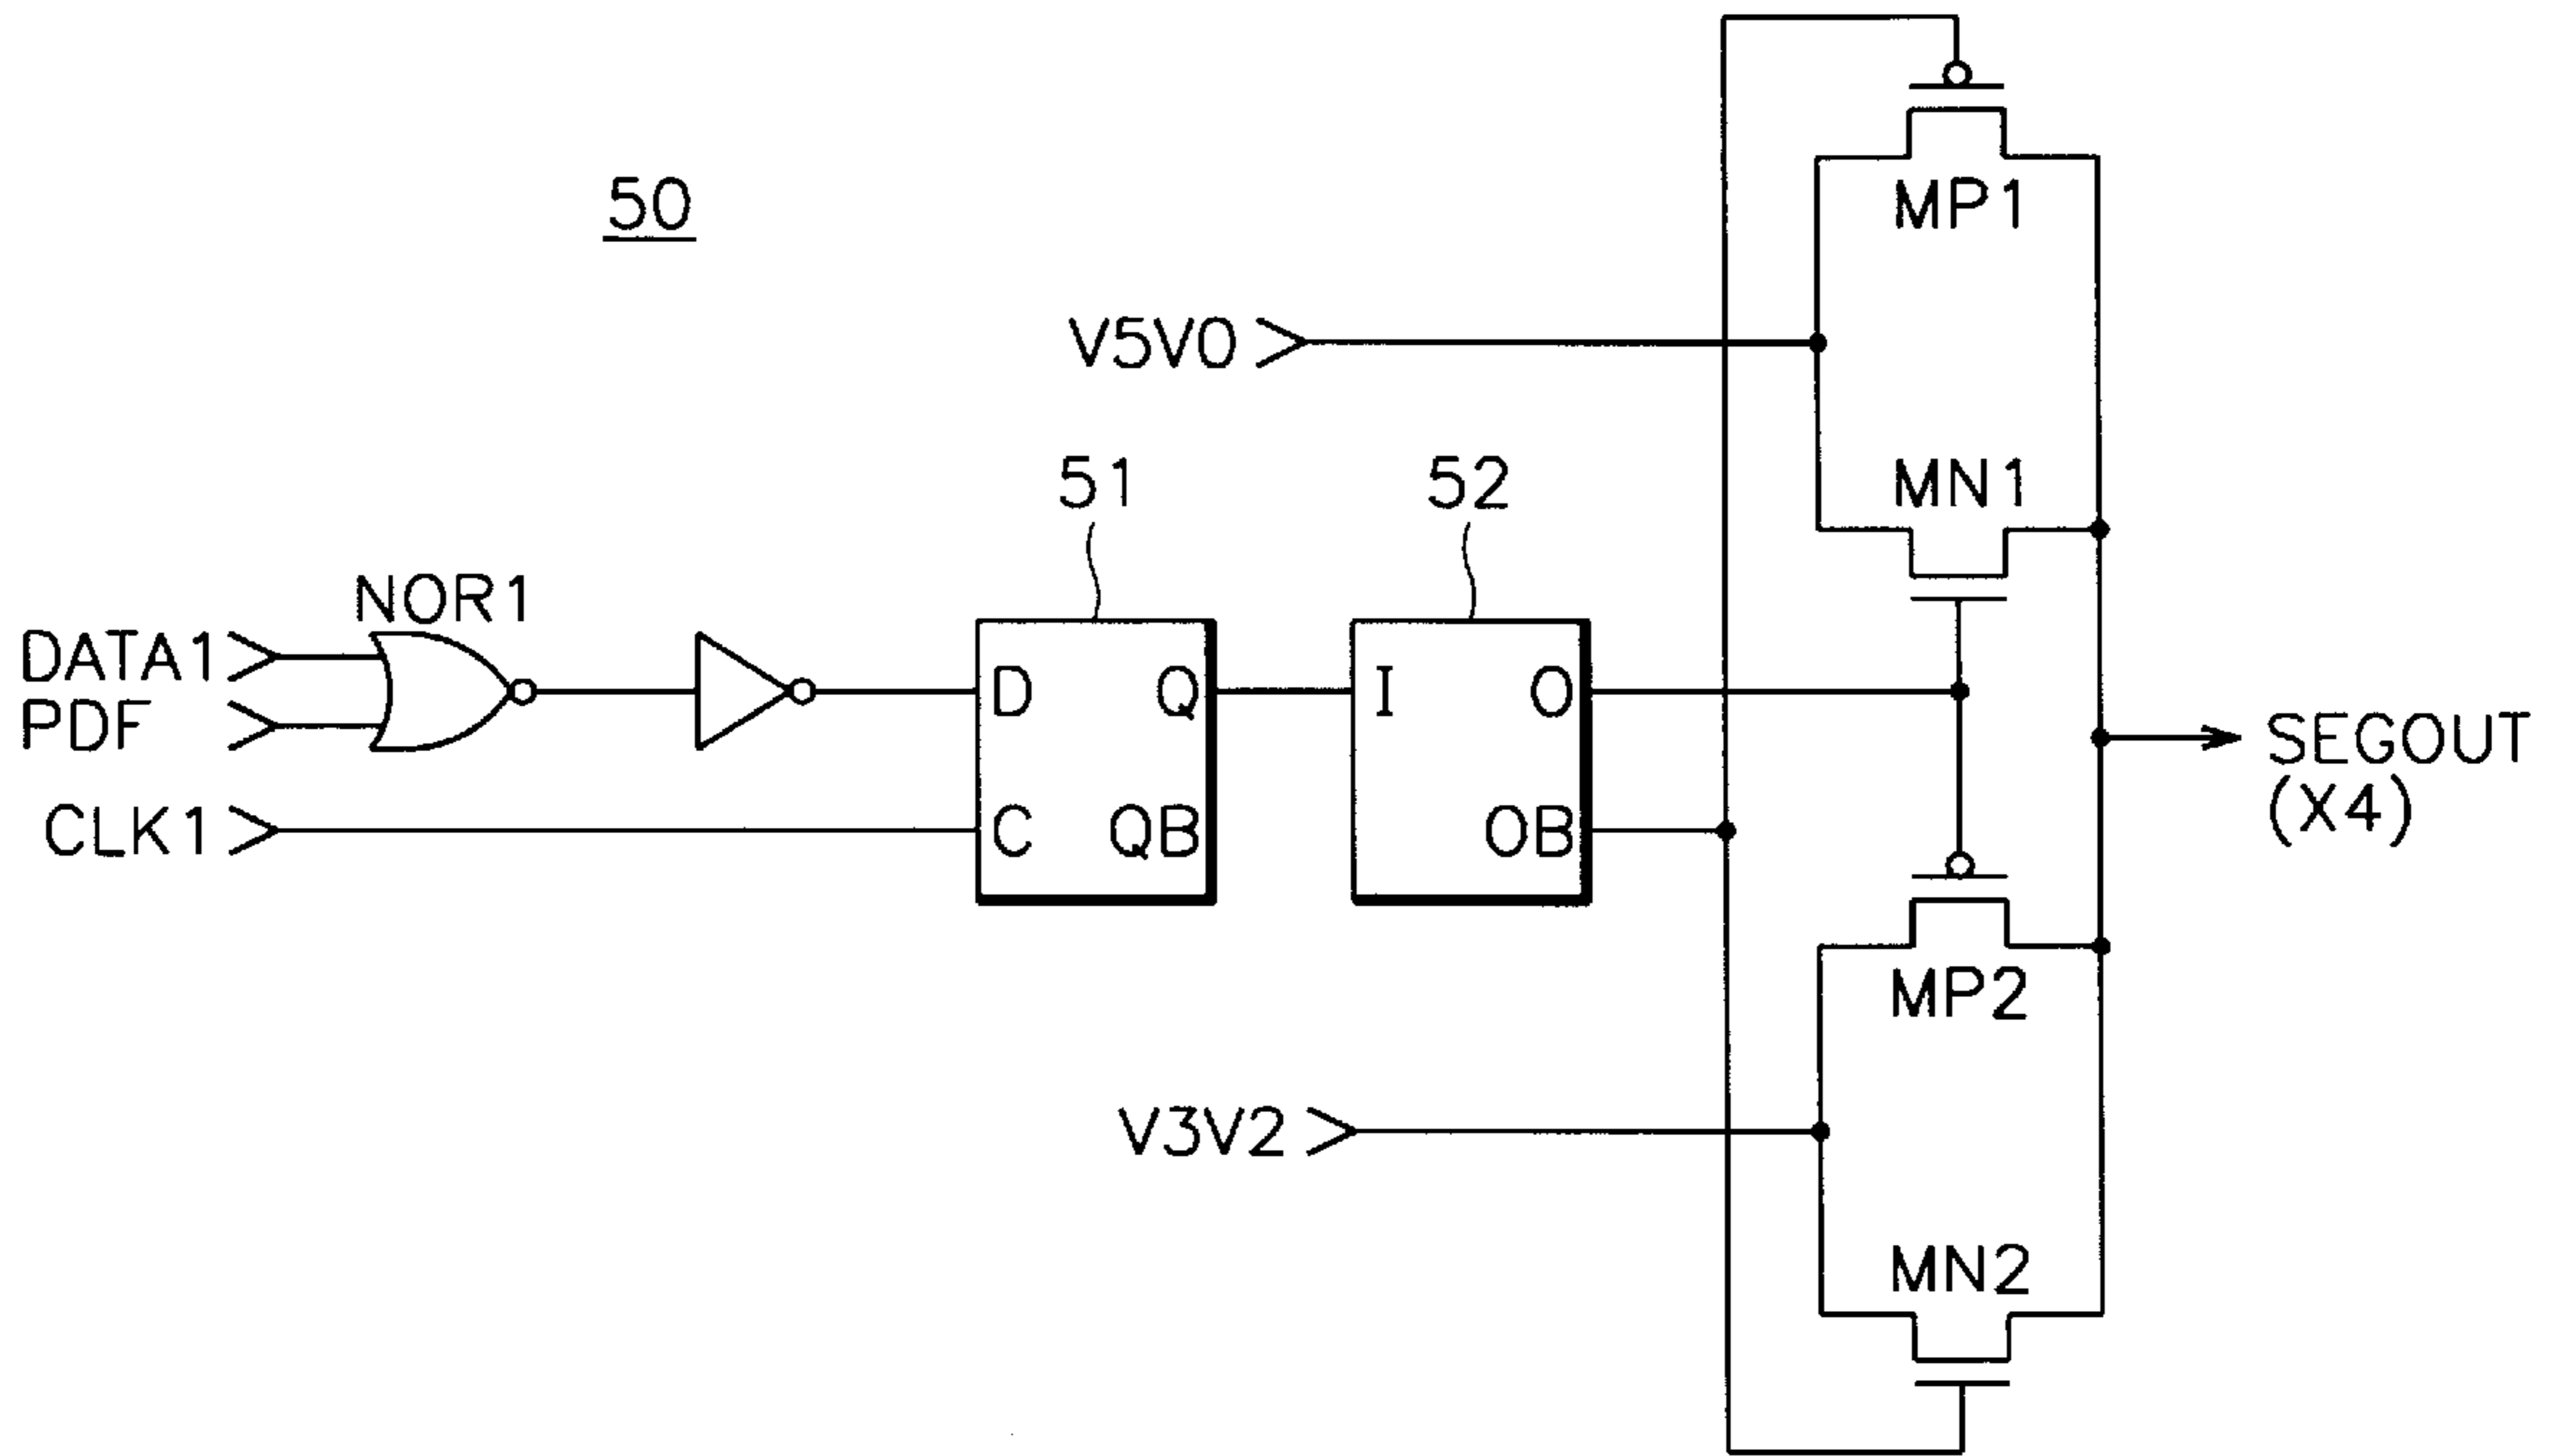 50
MP1
V5V0
MN1
51
52
NOR1
DATA1
PDF
CLK1
D
Q
C
QB
I
O
OB
SEGOUT
(X4)
MP2
V3V2
MN2